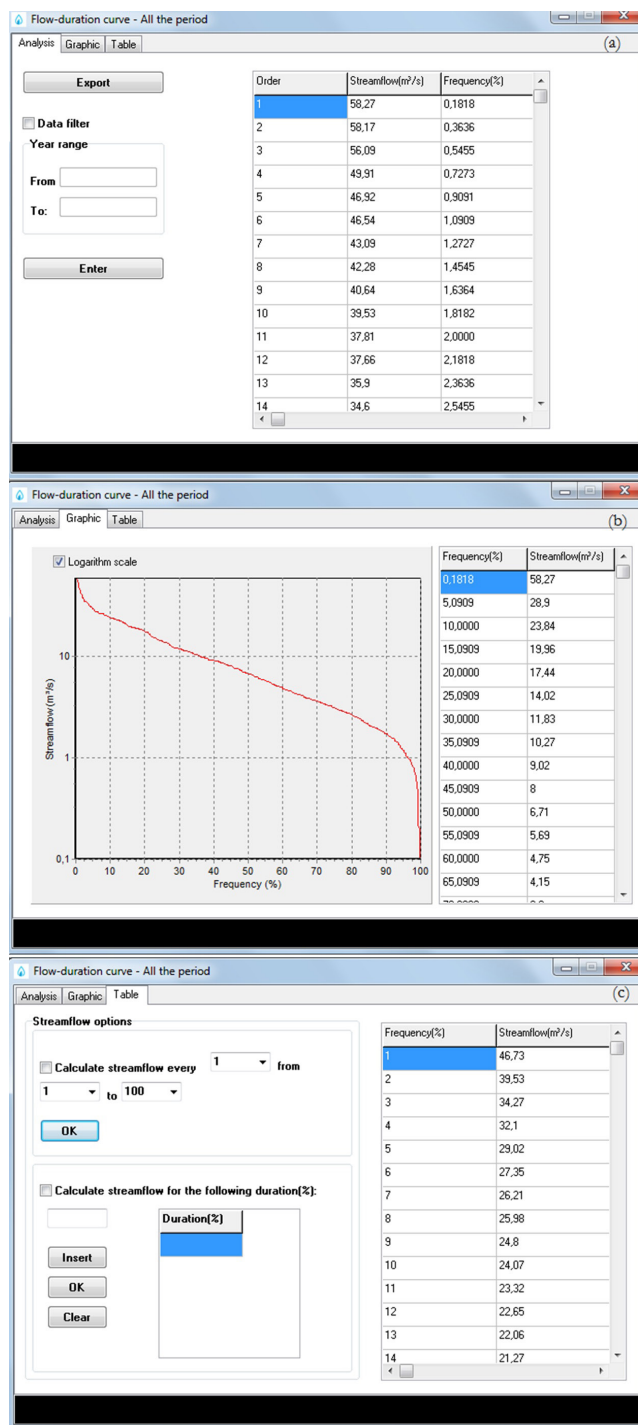 Flow-duration curve - All the period
Analysis Graphic Table
(a)
Export
Data filter
Year range
From
To:
Enter
Order Streamflow(m³/s) Frequency(%)
1 58,27 0,1818
2 58,17 0,3636
3 56,09 0,5455
4 49,91 0,7273
5 46,92 0,9091
6 46,54 1,0909
7 43,09 1,2727
8 42,28 1,4545
9 40,64 1,6364
10 39,53 1,8182
11 37,81 2,0000
12 37,66 2,1818
13 35,9 2,3636
14 34,6 2,5455
Flow-duration curve - All the period
Analysis Graphic Table
(b)
Logarithm scale
Streamflow (m³/s)
10
1
0,1
0 10 20 30 40 50 60 70 80 90 100
Frequency (%)
Frequency(%) Streamflow(m³/s)
0,1818 58,27
5,0909 28,9
10,0000 23,84
15,0909 19,96
20,0000 17,44
25,0909 14,02
30,0000 11,83
35,0909 10,27
40,0000 9,02
45,0909 8
50,0000 6,71
55,0909 5,69
60,0000 4,75
65,0909 4,15
Flow-duration curve - All the period
Analysis Graphic Table
(c)
Streamflow options
Calculate streamflow every 1 from
1 to 100
OK
Calculate streamflow for the following duration(%):
Duration(%)
Insert
OK
Clear
Frequency(%) Streamflow(m³/s)
1 46,73
2 39,53
3 34,27
4 32,1
5 29,02
6 27,35
7 26,21
8 25,98
9 24,8
10 24,07
11 23,32
12 22,65
13 22,06
14 21,27